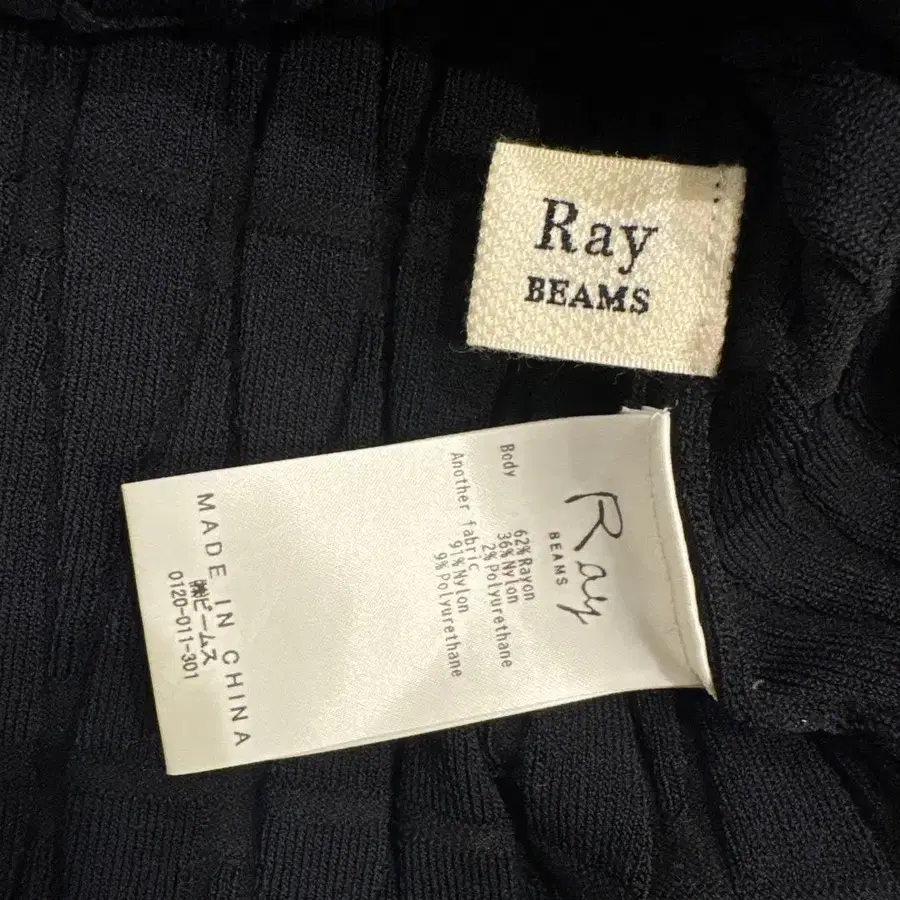 Ray
BEAMS
Ray
BEAMS
Body
62%Rayon
36%Nylon
2%Polyurethane
Another fabric
91%Nylon
9%Polyurethane
MADE IN CHINA
㈱ビームス
0120-011-301